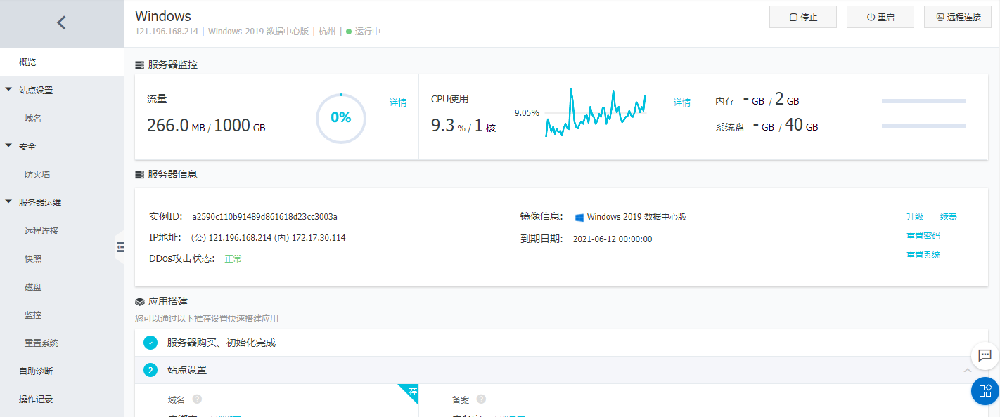 Windows
121.196.168.214 | Windows 2019 数据中心版 | 杭州 | 运行中
停止
重启
远程连接
概览
站点设置
域名
安全
防火墙
服务器运维
远程连接
快照
磁盘
监控
重置系统
自助诊断
操作记录
服务器监控
流量
266.0 MB / 1000 GB
0%
详情
CPU使用
9.3 % / 1 核
9.05%
详情
内存 - GB / 2 GB
系统盘 - GB / 40 GB
服务器信息
实例ID: a2590c110b91489d861618d23cc3003a
IP地址: (公) 121.196.168.214 (内) 172.17.30.114
DDos攻击状态: 正常
镜像信息: Windows 2019 数据中心版
到期日期: 2021-06-12 00:00:00
升级 续费
重置密码
重置系统
应用搭建
您可以通过以下推荐设置快速搭建应用
服务器购买、初始化完成
2 站点设置
域名 ?
荐
备案 ?